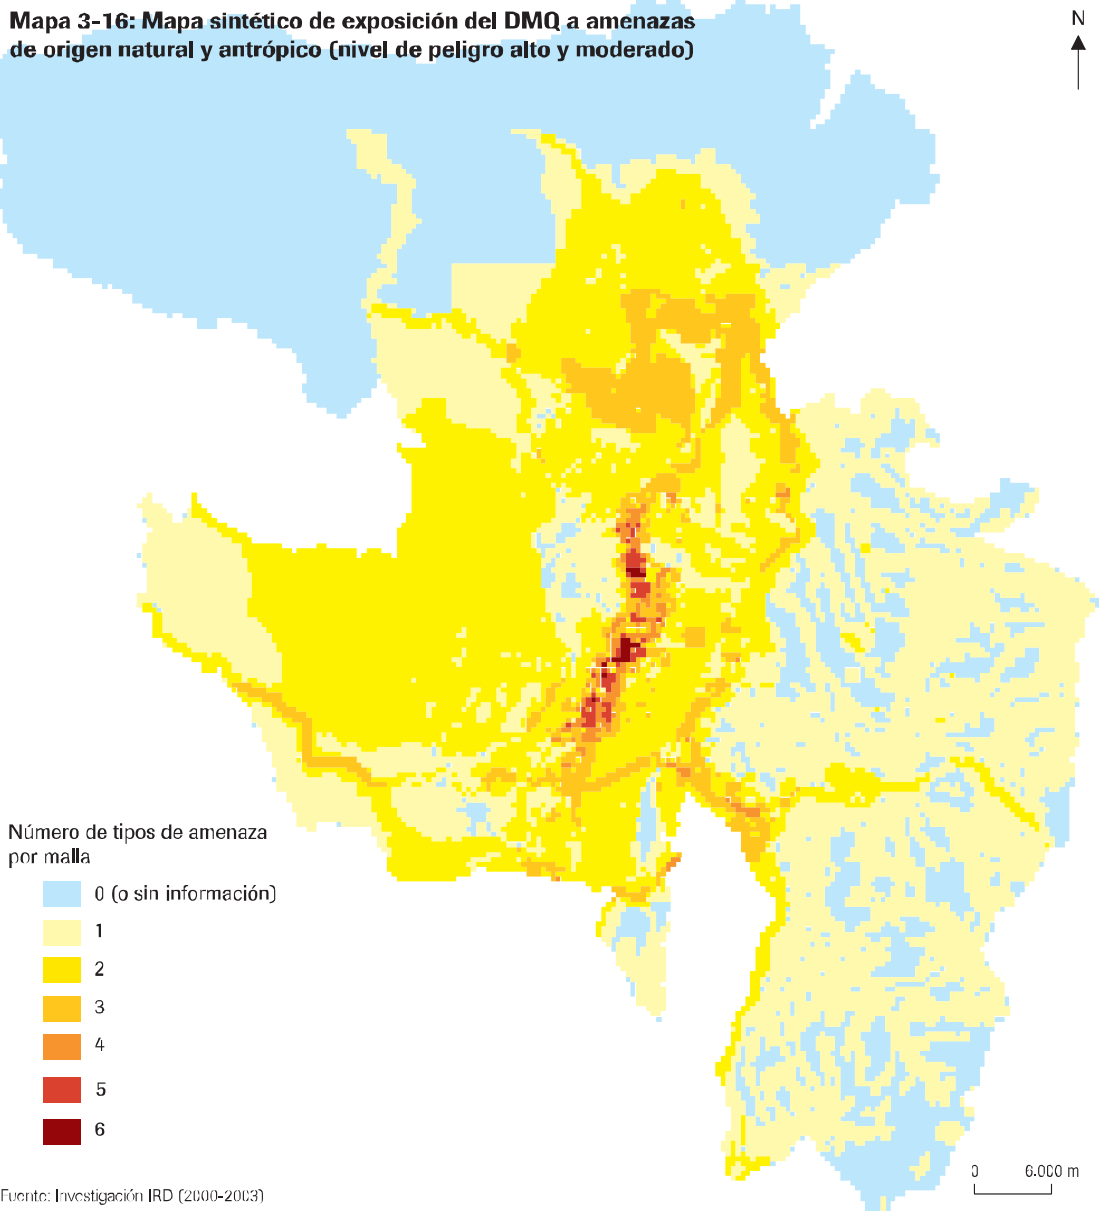 Mapa 3-16: Mapa sintético de exposición del DMQ a amenazas
de origen natural y antrópico (nivel de peligro alto y moderado)
N
Número de tipos de amenaza
por malla
0 (o sin información)
1
2
3
4
5
6
0 6.000 m
Fuente: Investigación IRD (2000-2003)